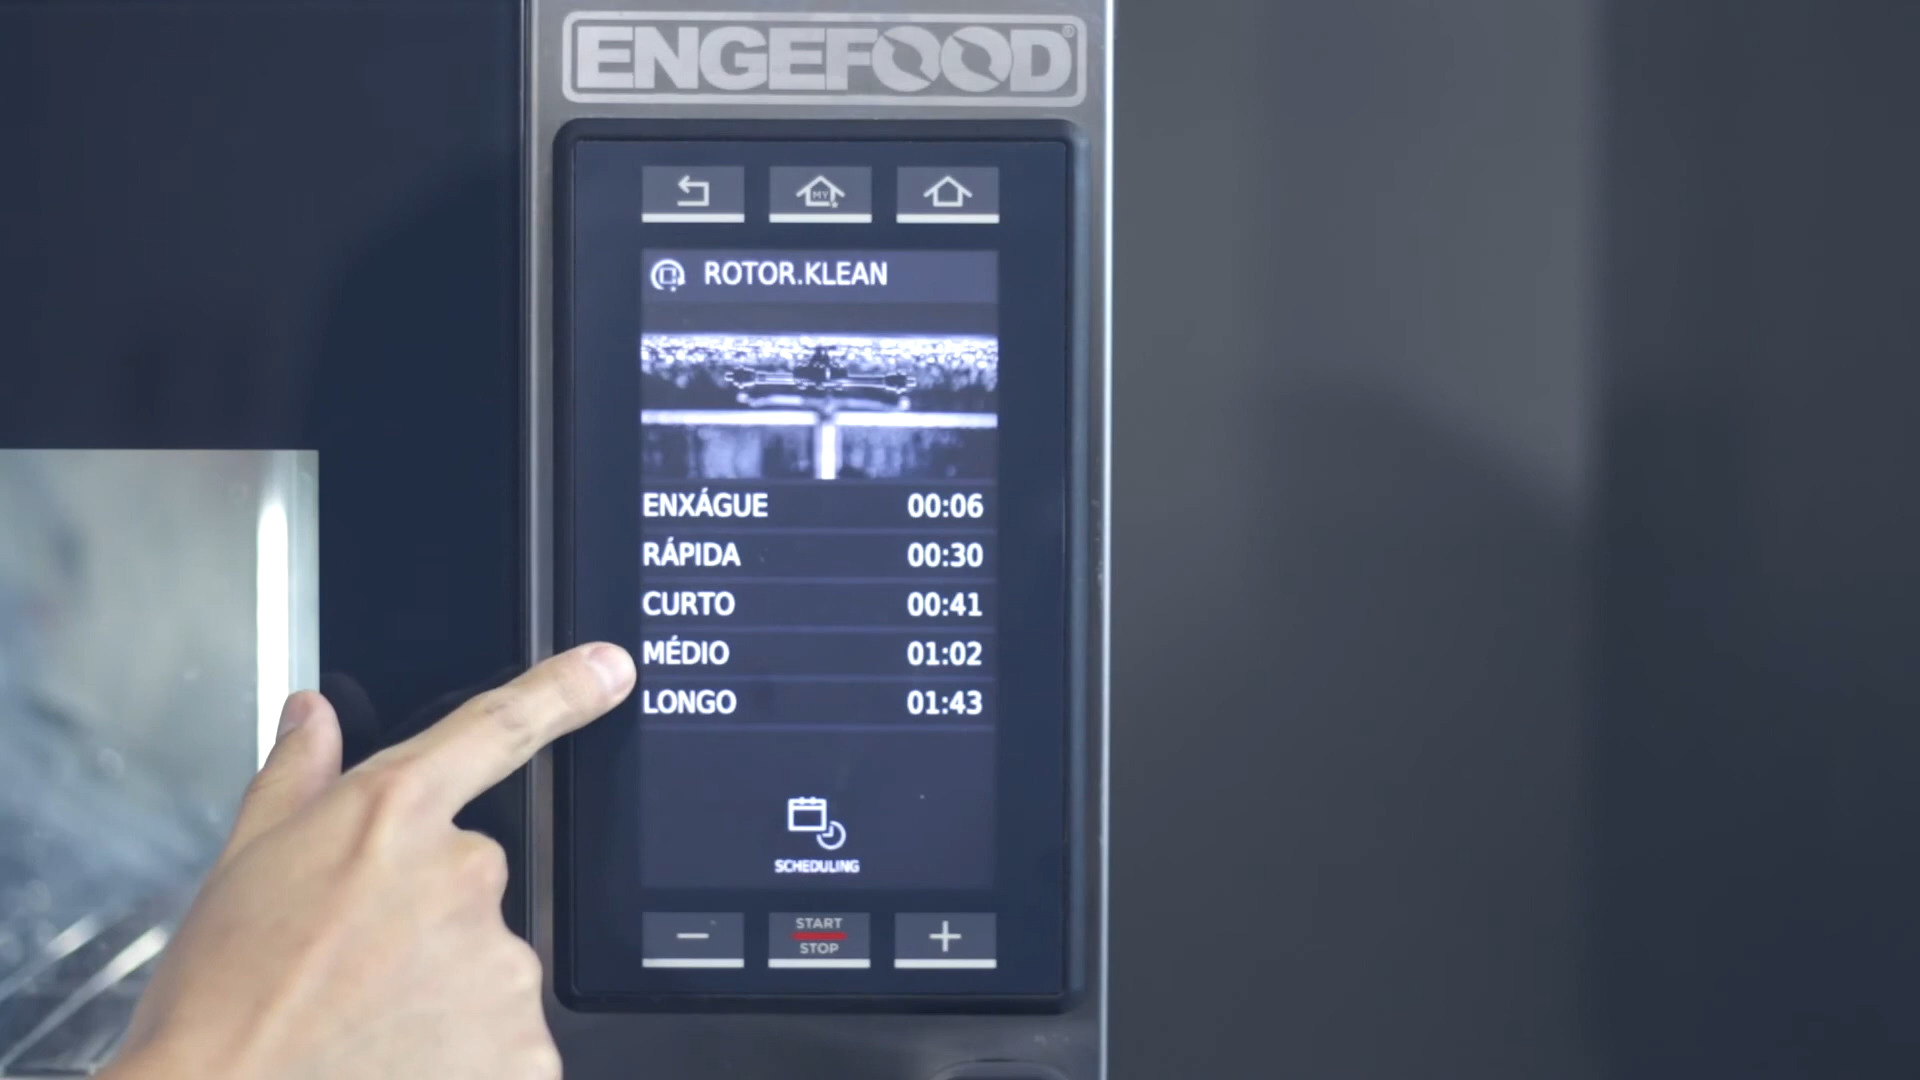 ENGEFOOD®
MY
ROTOR.KLEAN
ENXÁGUE 00:06
RÁPIDA 00:30
CURTO 00:41
MÉDIO 01:02
LONGO 01:43
SCHEDULING
START
STOP